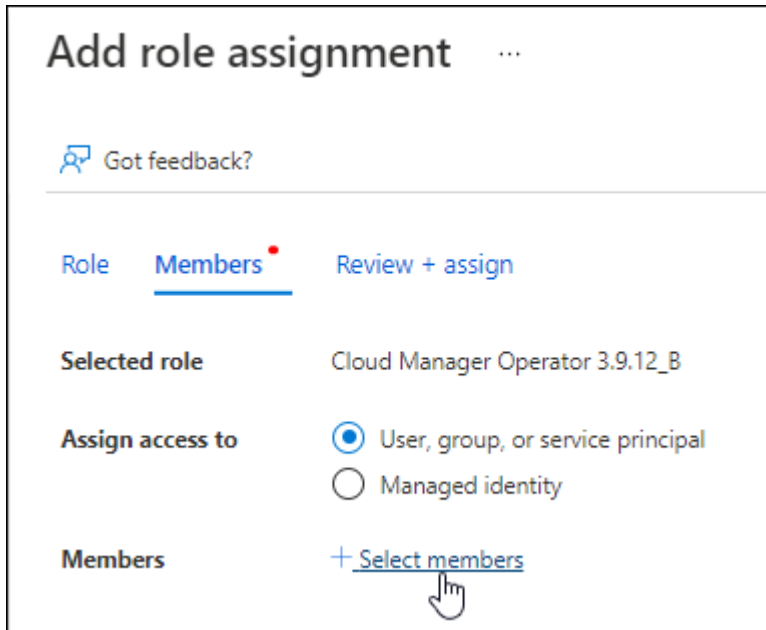 Add role assignment ...
Got feedback?
Role Members Review + assign
Selected role Cloud Manager Operator 3.9.12_B
Assign access to User, group, or service principal
Managed identity
Members + Select members